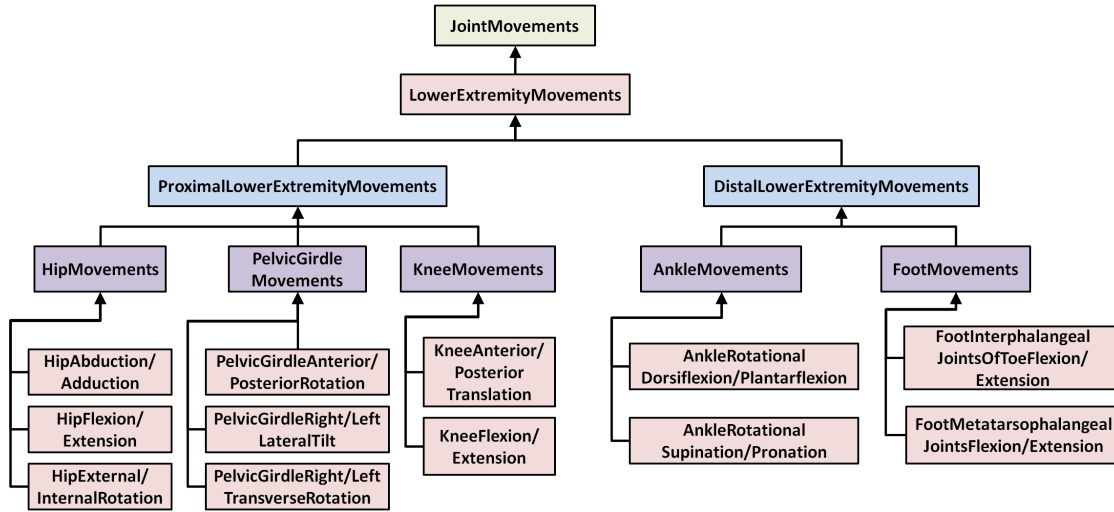 JointMovements
LowerExtremityMovements
ProximalLowerExtremityMovements
DistalLowerExtremityMovements
HipMovements
PelvicGirdle
Movements
KneeMovements
AnkleMovements
FootMovements
HipAbduction/
Adduction
HipFlexion/
Extension
HipExternal/
InternalRotation
PelvicGirdleAnterior/
PosteriorRotation
PelvicGirdleRight/Left
LateralTilt
PelvicGirdleRight/Left
TransverseRotation
KneeAnterior/
Posterior
Translation
KneeFlexion/
Extension
AnkleRotational
Dorsiflexion/Plantarflexion
AnkleRotational
Supination/Pronation
FootInterphalangeal
JointsOfToeFlexion/
Extension
FootMetatarsophalangeal
JointsFlexion/Extension